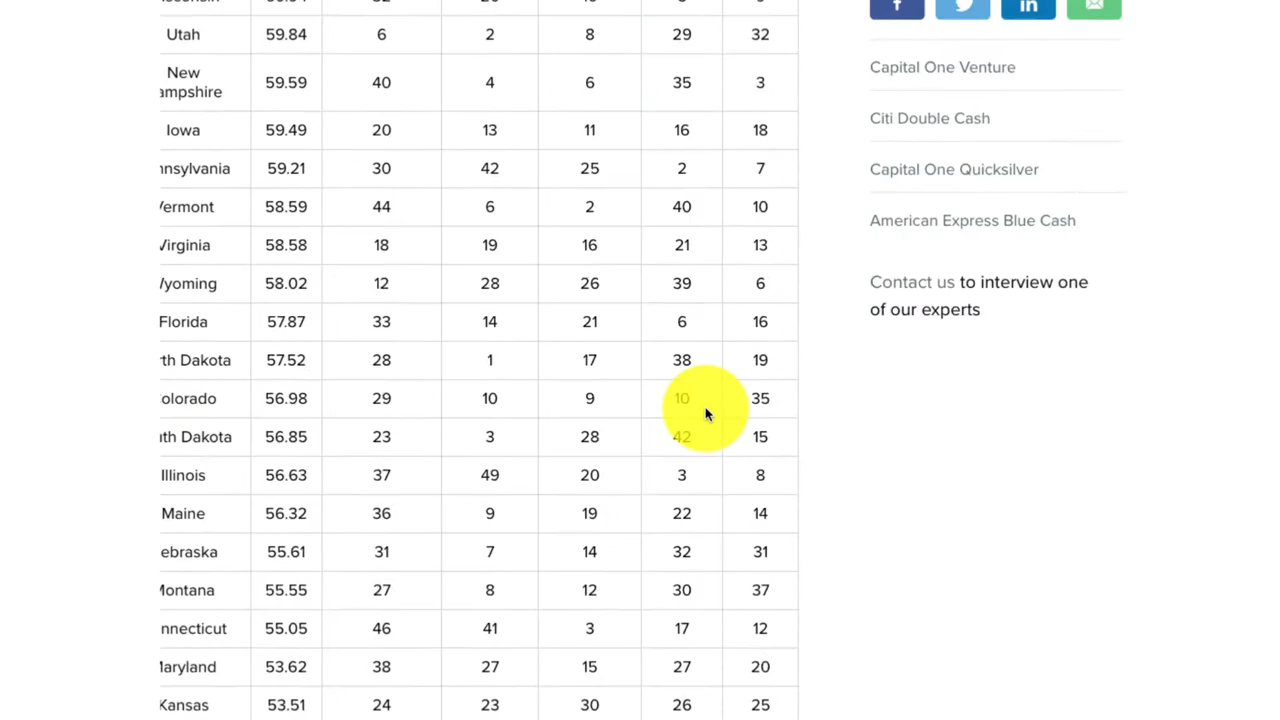 Utah 59.84 6 2 8 29 32
New
ampshire 59.59 40 4 6 35 3
Iowa 59.49 20 13 11 16 18
nnsylvania 59.21 30 42 25 2 7
Vermont 58.59 44 6 2 40 10
Virginia 58.58 18 19 16 21 13
Wyoming 58.02 12 28 26 39 6
Florida 57.87 33 14 21 6 16
rth Dakota 57.52 28 1 17 38 19
olorado 56.98 29 10 9 10 35
uth Dakota 56.85 23 3 28 42 15
Illinois 56.63 37 49 20 3 8
Maine 56.32 36 9 19 22 14
ebraska 55.61 31 7 14 32 31
Montana 55.55 27 8 12 30 37
nnecticut 55.05 46 41 3 17 12
Maryland 53.62 38 27 15 27 20
Kansas 53.51 24 23 30 26 25
f
in
Capital One Venture
Citi Double Cash
Capital One Quicksilver
American Express Blue Cash
Contact us to interview one
of our experts